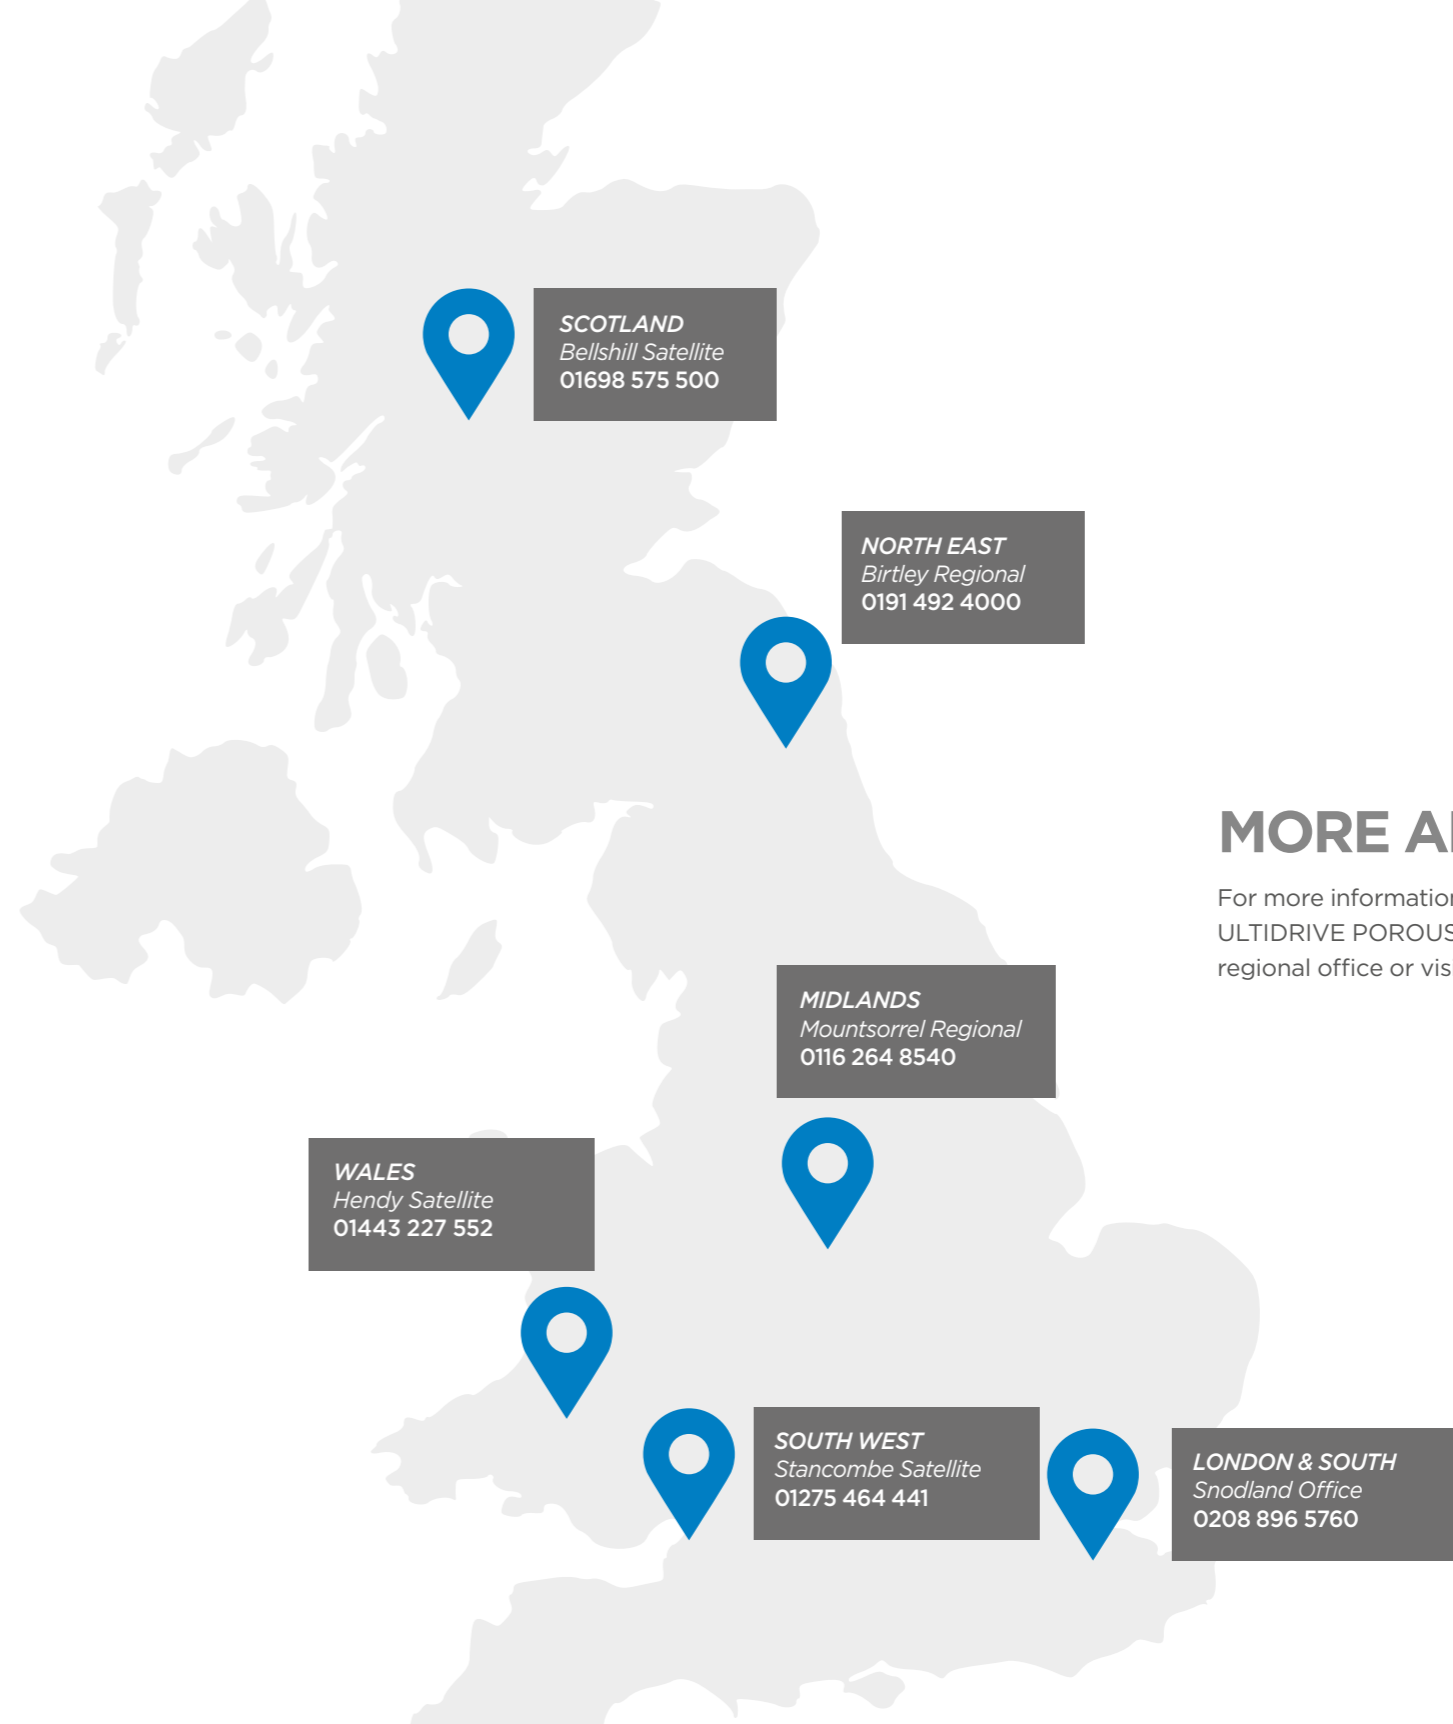 SCOTLAND
Bellshill Satellite
01698 575 500
NORTH EAST
Birtley Regional
0191 492 4000
MORE
For more information
ULTIDRIVE POROUS
regional office or
MIDLANDS
Mountsorrel Regional
0116 264 8540
WALES
Hendy Satellite
01443 227 552
SOUTH WEST
Stancombe Satellite
01275 464 441
LONDON & SOUTH
Snodland Office
0208 896 5760